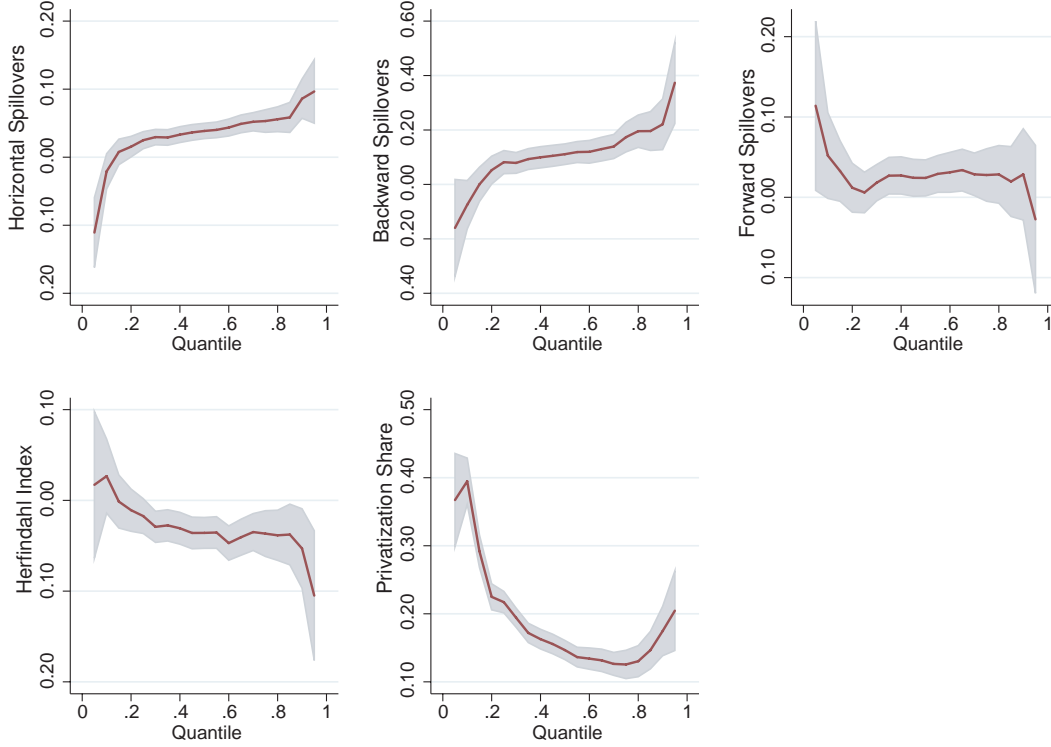 Horizontal Spillovers
0.20
0.10
0.00
0.10
0.20
0 .2 .4 .6 .8 1
Quantile
Backward Spillovers
0.60
0.40
0.20
0.00
0.20
0.40
0 .2 .4 .6 .8 1
Quantile
Forward Spillovers
0.20
0.10
0.00
0.10
0 .2 .4 .6 .8 1
Quantile
Herfindahl Index
0.10
0.00
0.10
0.20
0 .2 .4 .6 .8 1
Quantile
Privatization Share
0.50
0.40
0.30
0.20
0.10
0 .2 .4 .6 .8 1
Quantile